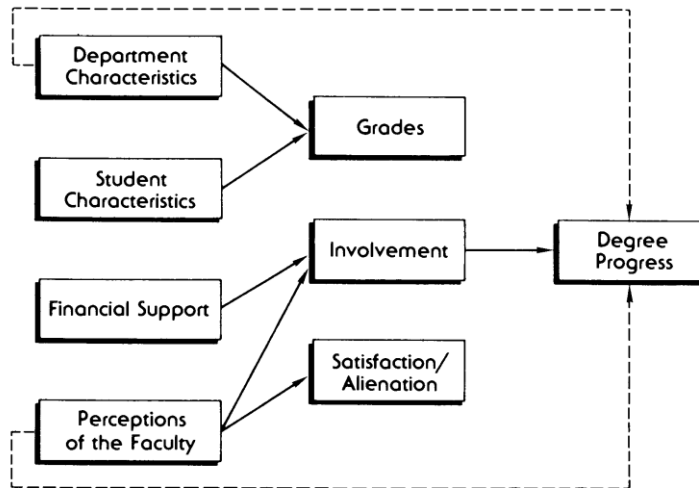 Department
Characteristics
Grades
Student
Characteristics
Involvement
Degree
Progress
Financial Support
Satisfaction/
Alienation
Perceptions
of the Faculty